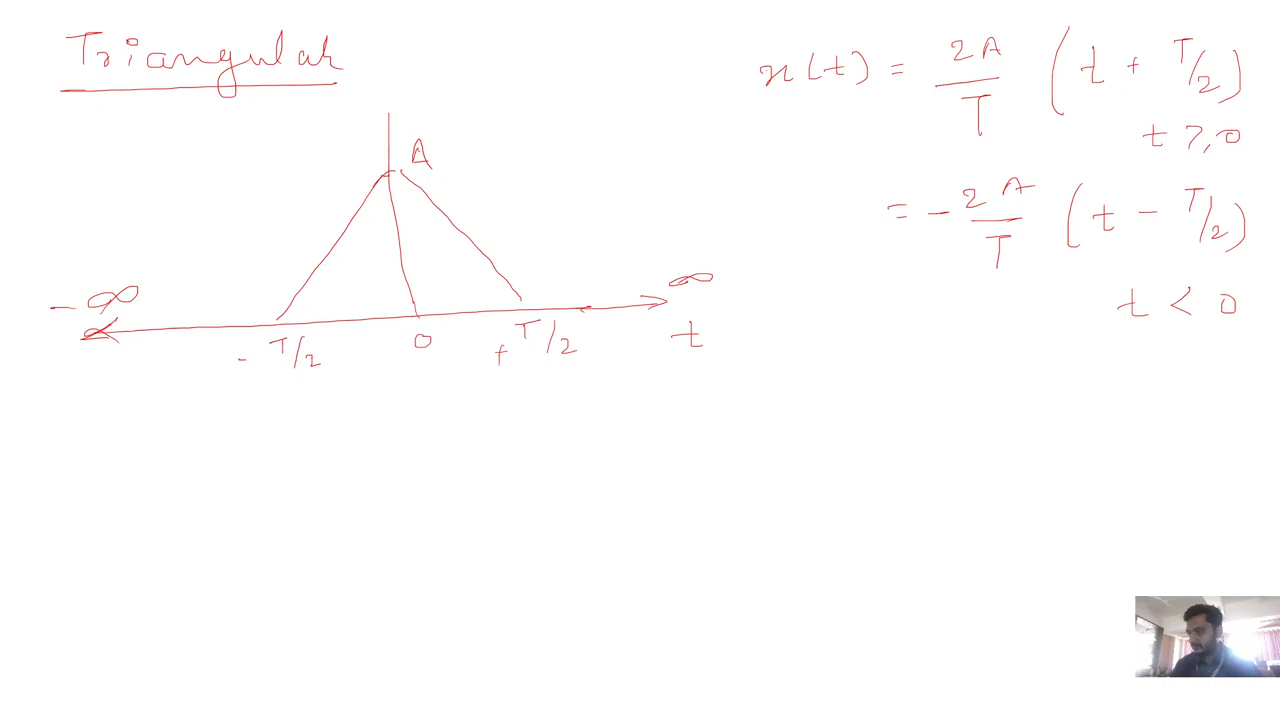 Triangular
x(t) = 2A/T (t + T/2)
t ≥ 0
= - 2A/T (t - T/2)
t < 0
A
- ∞
∞
- T/2
0
+ T/2
t